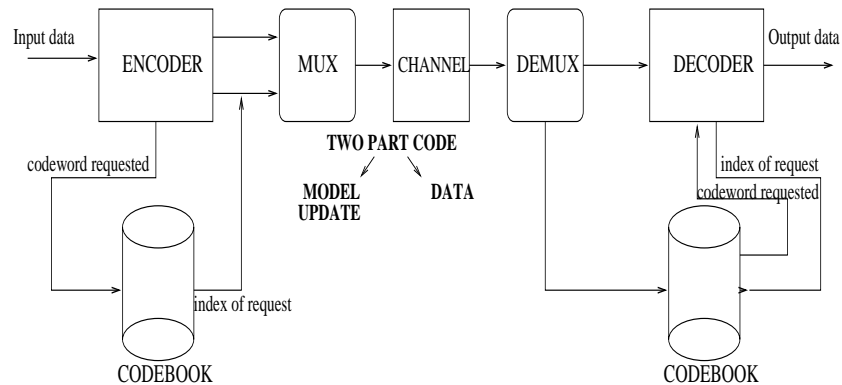 Input data
ENCODER
MUX
CHANNEL
DEMUX
DECODER
Output data
TWO PART CODE
codeword requested
index of request
MODEL
UPDATE
DATA
codeword requested
index of request
CODEBOOK
CODEBOOK